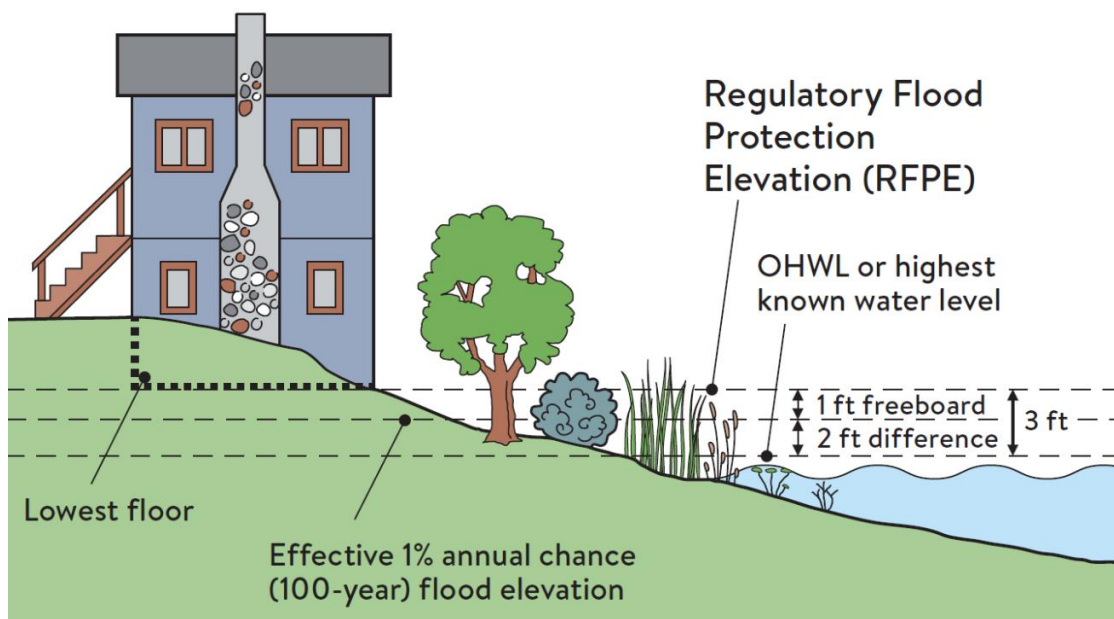 Regulatory Flood
Protection
Elevation (RFPE)
OHWL or highest
known water level
1 ft freeboard
3 ft
2 ft difference
Lowest floor
Effective 1% annual chance
(100-year) flood elevation